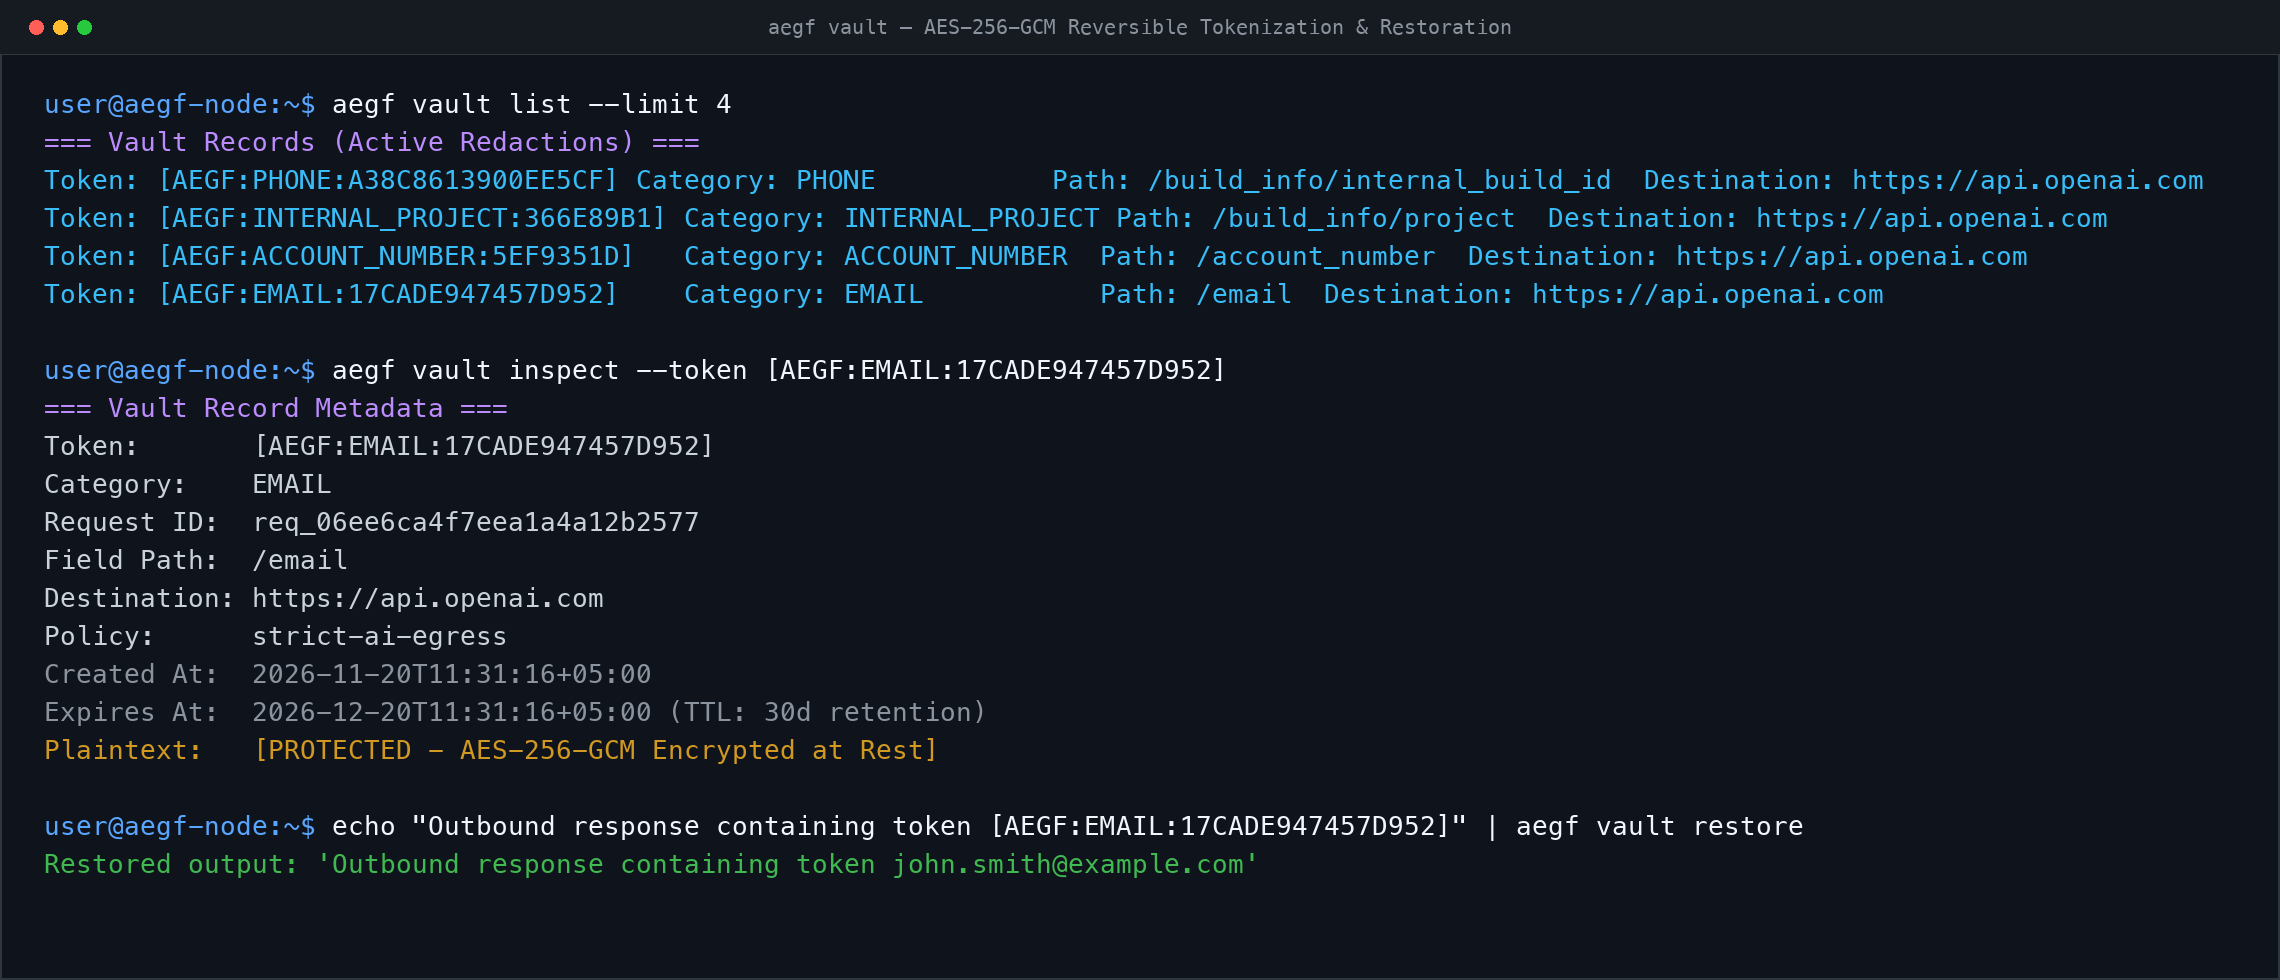 aegf vault — AES-256-GCM Reversible Tokenization & Restoration
user@aegf-node:~$ aegf vault list --limit 4
=== Vault Records (Active Redactions) ===
Token: [AEGF:PHONE:A38C8613900EE5CF] Category: PHONE           Path: /build_info/internal_build_id  Destination: https://api.openai.com
Token: [AEGF:INTERNAL_PROJECT:366E89B1] Category: INTERNAL_PROJECT Path: /build_info/project  Destination: https://api.openai.com
Token: [AEGF:ACCOUNT_NUMBER:5EF9351D]   Category: ACCOUNT_NUMBER  Path: /account_number  Destination: https://api.openai.com
Token: [AEGF:EMAIL:17CADE947457D952]    Category: EMAIL           Path: /email  Destination: https://api.openai.com
user@aegf-node:~$ aegf vault inspect --token [AEGF:EMAIL:17CADE947457D952]
=== Vault Record Metadata ===
Token:       [AEGF:EMAIL:17CADE947457D952]
Category:    EMAIL
Request ID:  req_06ee6ca4f7eea1a4a12b2577
Field Path:  /email
Destination: https://api.openai.com
Policy:      strict-ai-egress
Created At:  2026-11-20T11:31:16+05:00
Expires At:  2026-12-20T11:31:16+05:00 (TTL: 30d retention)
Plaintext:   [PROTECTED - AES-256-GCM Encrypted at Rest]
user@aegf-node:~$ echo "Outbound response containing token [AEGF:EMAIL:17CADE947457D952]" | aegf vault restore
Restored output: 'Outbound response containing token john.smith@example.com'